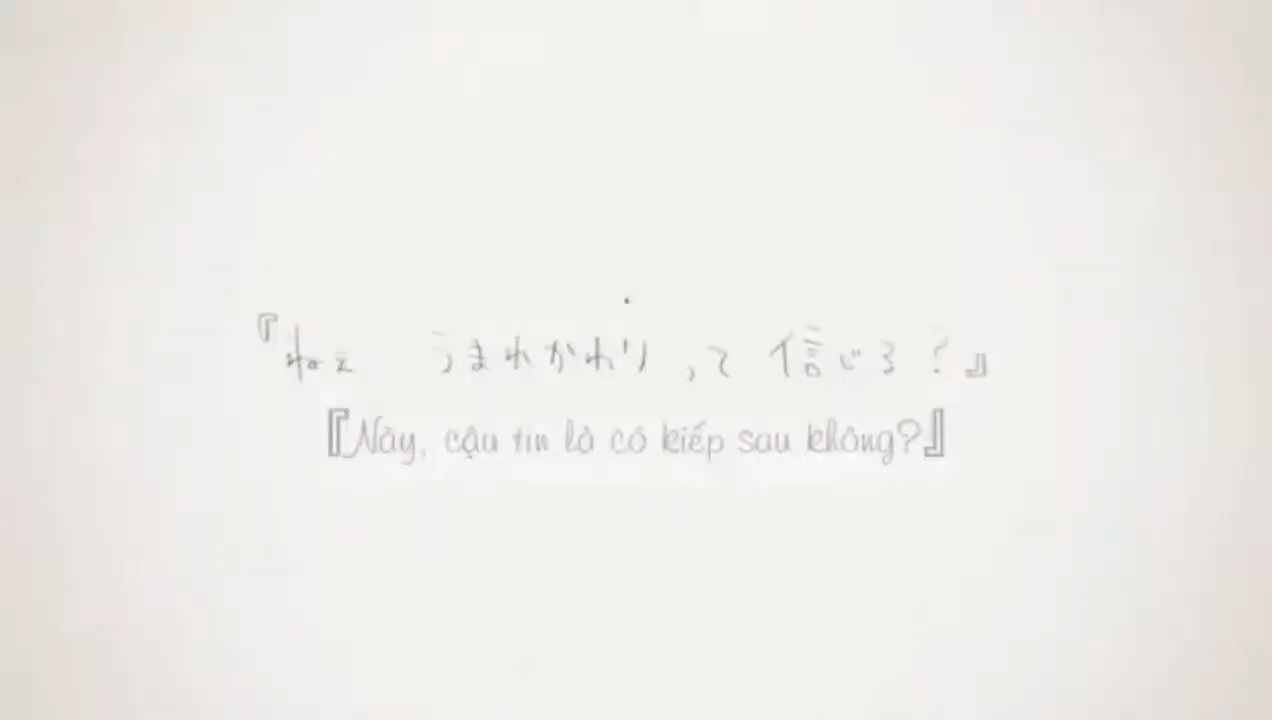 『ねぇ うまれかわり、って 信じる?』
『Này, cậu tin là có kiếp sau không?』